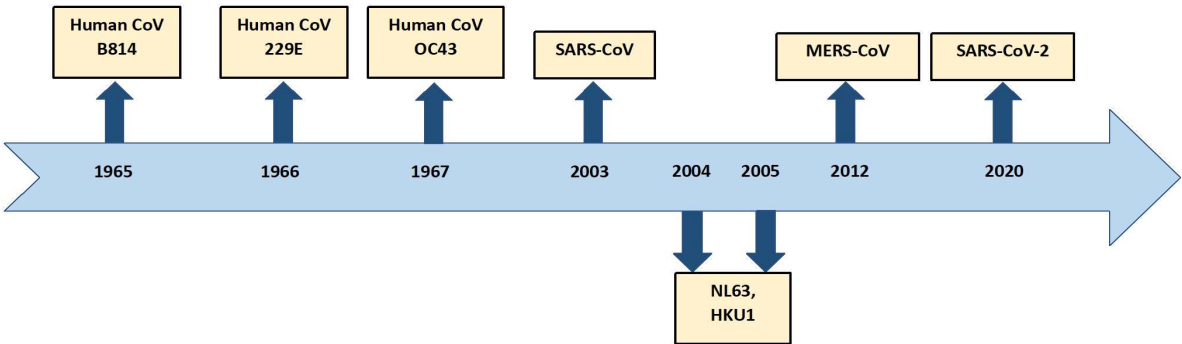 Human CoV
B814
Human CoV
229E
Human CoV
OC43
SARS-CoV
MERS-CoV
SARS-CoV-2
1965
1966
1967
2003
2004
2005
2012
2020
NL63,
HKU1